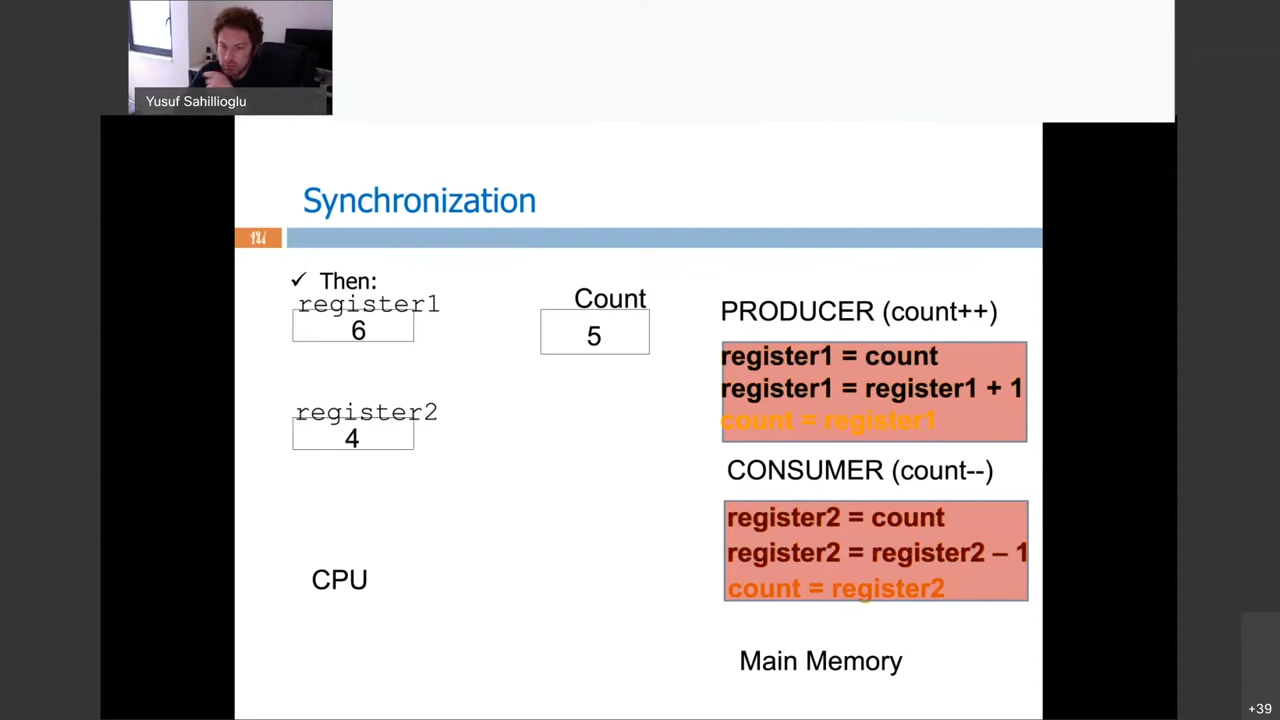 Yusuf Sahillioglu
Synchronization
✓ Then:
register1
6
Count
5
register2
4
CPU
PRODUCER (count++)
register1 = count
register1 = register1 + 1
count = register1
CONSUMER (count--)
register2 = count
register2 = register2 – 1
count = register2
Main Memory
+39